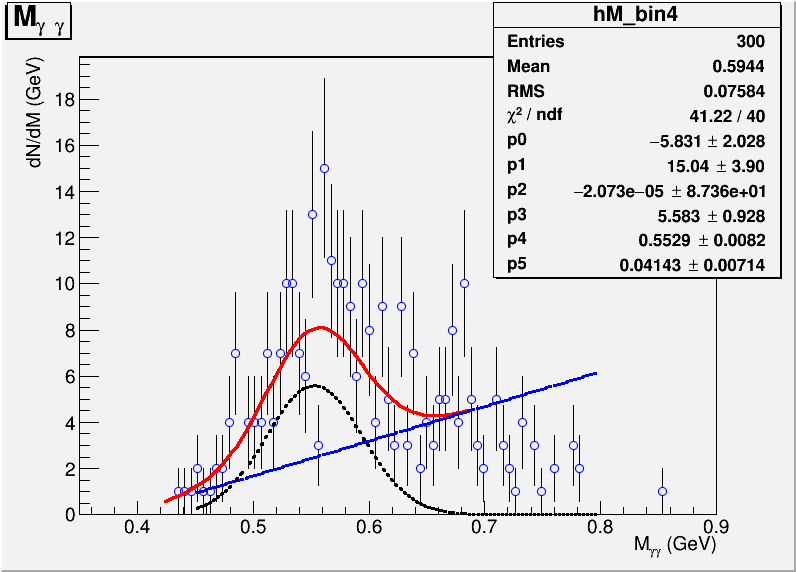 Mγ γ
hM_bin4
Entries 300
Mean 0.5944
RMS 0.07584
χ² / ndf 41.22 / 40
p0 −5.831 ± 2.028
p1 15.04 ± 3.90
p2 −2.073e−05 ± 8.736e+01
p3 5.583 ± 0.928
p4 0.5529 ± 0.0082
p5 0.04143 ± 0.00714
dN/dM (GeV)
18
16
14
12
10
8
6
4
2
0
0.4 0.5 0.6 0.7 0.8 0.9
Mγγ (GeV)